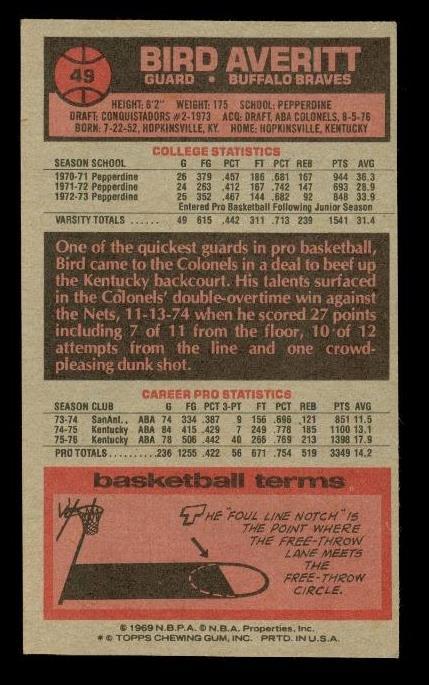 49
BIRD AVERITT
GUARD • BUFFALO BRAVES
HEIGHT: 6'2" WEIGHT: 175 SCHOOL: PEPPERDINE
DRAFT: CONQUISTADORS #2-1973 ACQ: DRAFT, ABA COLONELS, 8-5-76
BORN: 7-22-52, HOPKINSVILLE, KY. HOME: HOPKINSVILLE, KENTUCKY
COLLEGE STATISTICS
SEASON SCHOOL G FG PCT FT PCT REB PTS AVG
1970-71 Pepperdine 26 379 .457 186 .681 167 944 36.3
1971-72 Pepperdine 24 263 .412 167 .742 147 693 28.9
1972-73 Pepperdine 25 352 .467 144 .682 92 848 33.9
Entered Pro Basketball Following Junior Season
VARSITY TOTALS ...... 49 615 .442 311 .713 239 1541 31.4
One of the quickest guards in pro basketball,
Bird came to the Colonels in a deal to beef up
the Kentucky backcourt. His talents surfaced
in the Colonels' double-overtime win against
the Nets, 11-13-74 when he scored 27 points
including 7 of 11 from the floor, 10 of 12
attempts from the line and one crowd-
pleasing dunk shot.
CAREER PRO STATISTICS
SEASON CLUB G FG PCT 3-PT FT PCT REB PTS AVG
73-74 SanAnt., ABA 74 334 .387 9 156 .696 .121 851 11.5
74-75 Kentucky ABA 84 415 .429 7 249 .778 185 1100 13.1
75-76 Kentucky ABA 78 506 .442 40 266 .769 213 1398 17.9
PRO TOTALS ........ 236 1255 .422 56 671 .754 519 3349 14.2
basketball terms
THE "FOUL LINE NOTCH" IS
THE POINT WHERE
THE FREE-THROW
LANE MEETS
THE
FREE-THROW
CIRCLE.
© 1969 N.B.P.A. © N.B.A. Properties, Inc.
* © TOPPS CHEWING GUM, INC. PRTD. IN U.S.A.